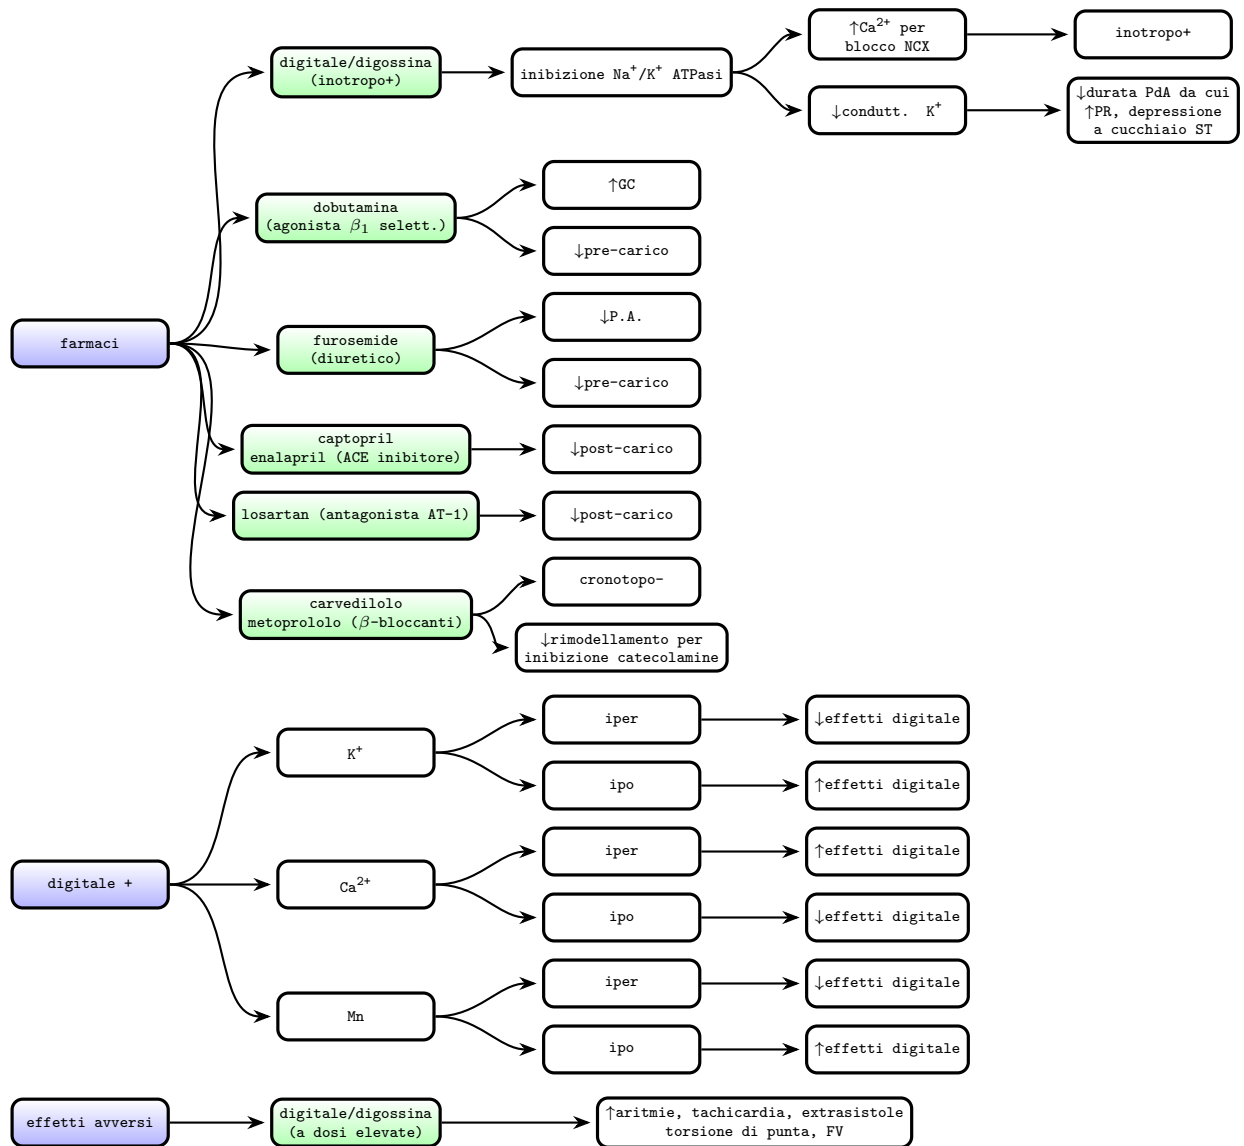 farmaci
digitale/digossina
(inotropo+)
inibizione Na⁺/K⁺ ATPasi
↑Ca²⁺ per
blocco NCX
inotropo+
↓condutt. K⁺
↓durata PdA da cui
↑PR, depressione
a cucchiaio ST
dobutamina
(agonista β₁ selett.)
↑GC
↓pre-carico
furosemide
(diuretico)
↓P.A.
↓pre-carico
captopril
enalapril (ACE inibitore)
↓post-carico
losartan (antagonista AT-1)
↓post-carico
carvedilolo
metoprololo (β-bloccanti)
cronotopo-
↓rimodellamento per
inibizione catecolamine
digitale +
K⁺
iper
↓effetti digitale
ipo
↑effetti digitale
Ca²⁺
iper
↑effetti digitale
ipo
↓effetti digitale
Mn
iper
↓effetti digitale
ipo
↑effetti digitale
effetti avversi
digitale/digossina
(a dosi elevate)
↑aritmie, tachicardia, extrasistole
torsione di punta, FV